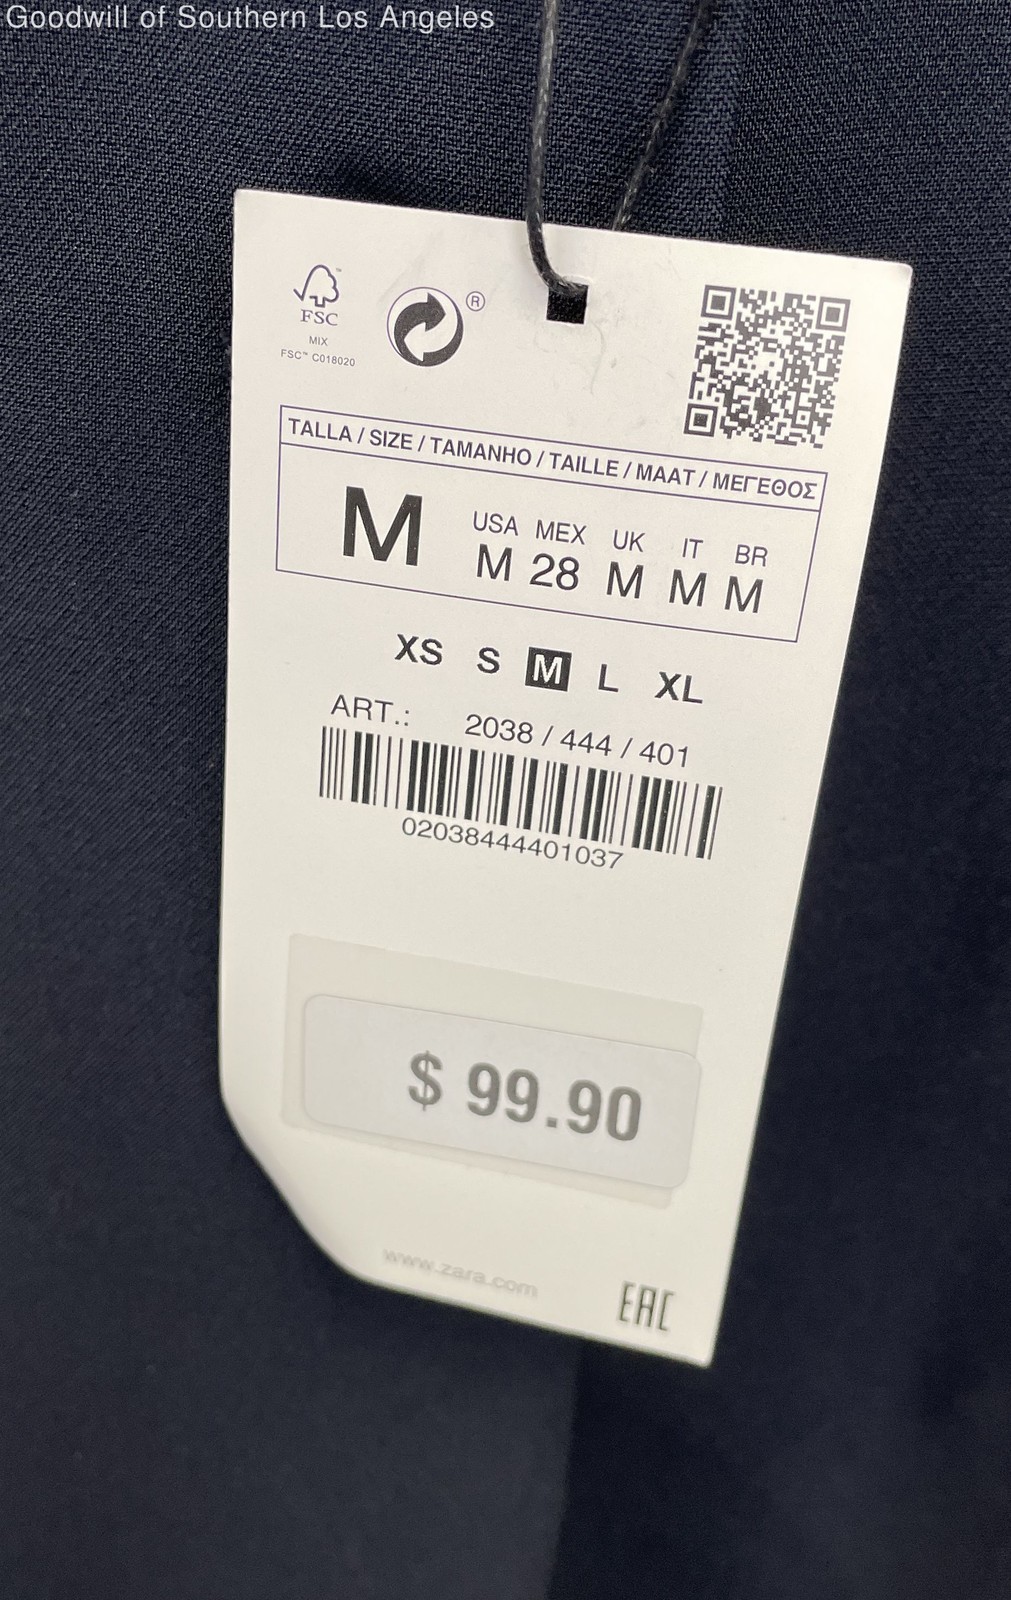 Goodwill of Southern Los Angeles
FSC™
MIX
FSC™ C018020
®
TALLA / SIZE / TAMANHO / TAILLE / MAAT / ΜΕΓΕΘΟΣ
M
USA MEX UK IT BR
M 28 M M M
XS S M L XL
ART.: 2038 / 444 / 401
02038444401037
$ 99.90
www.zara.com
EAC